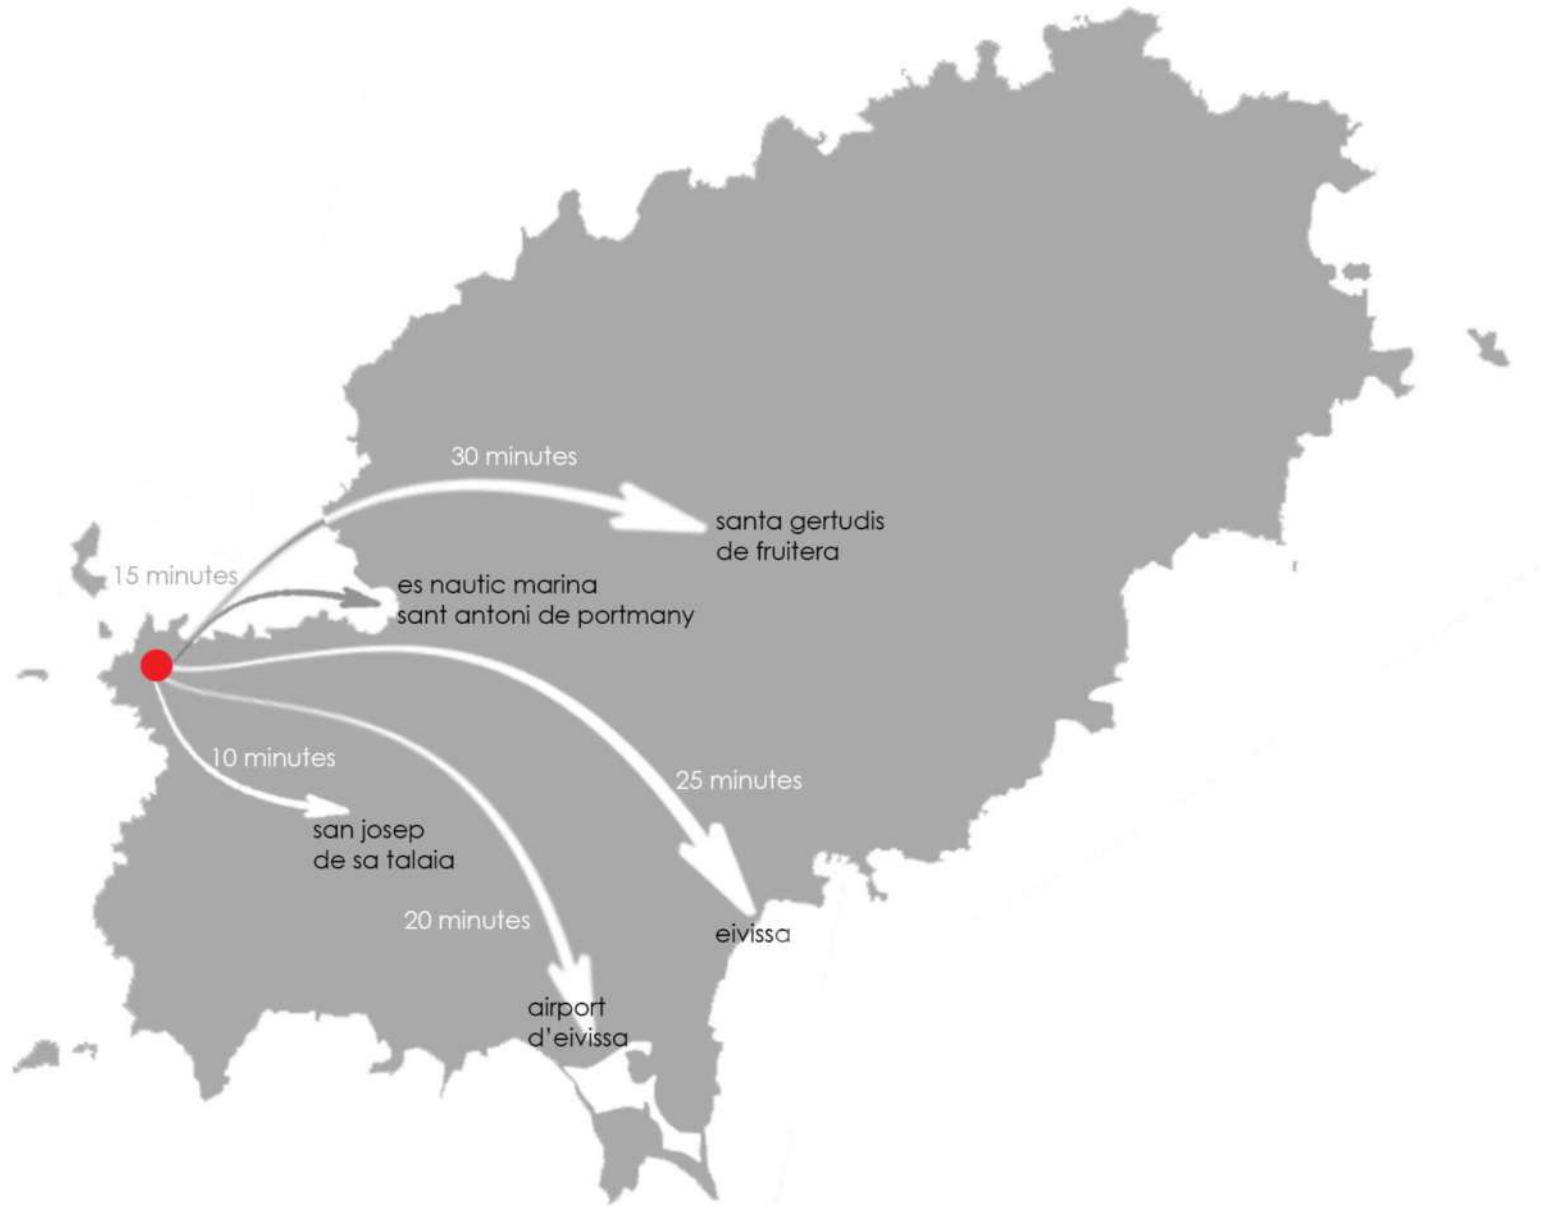 30 minutes
santa gertudis
de fruitera
15 minutes
es nautic marina
sant antoni de portmany
10 minutes
25 minutes
san josep
de sa talaia
20 minutes
eivissa
airport
d'eivissa